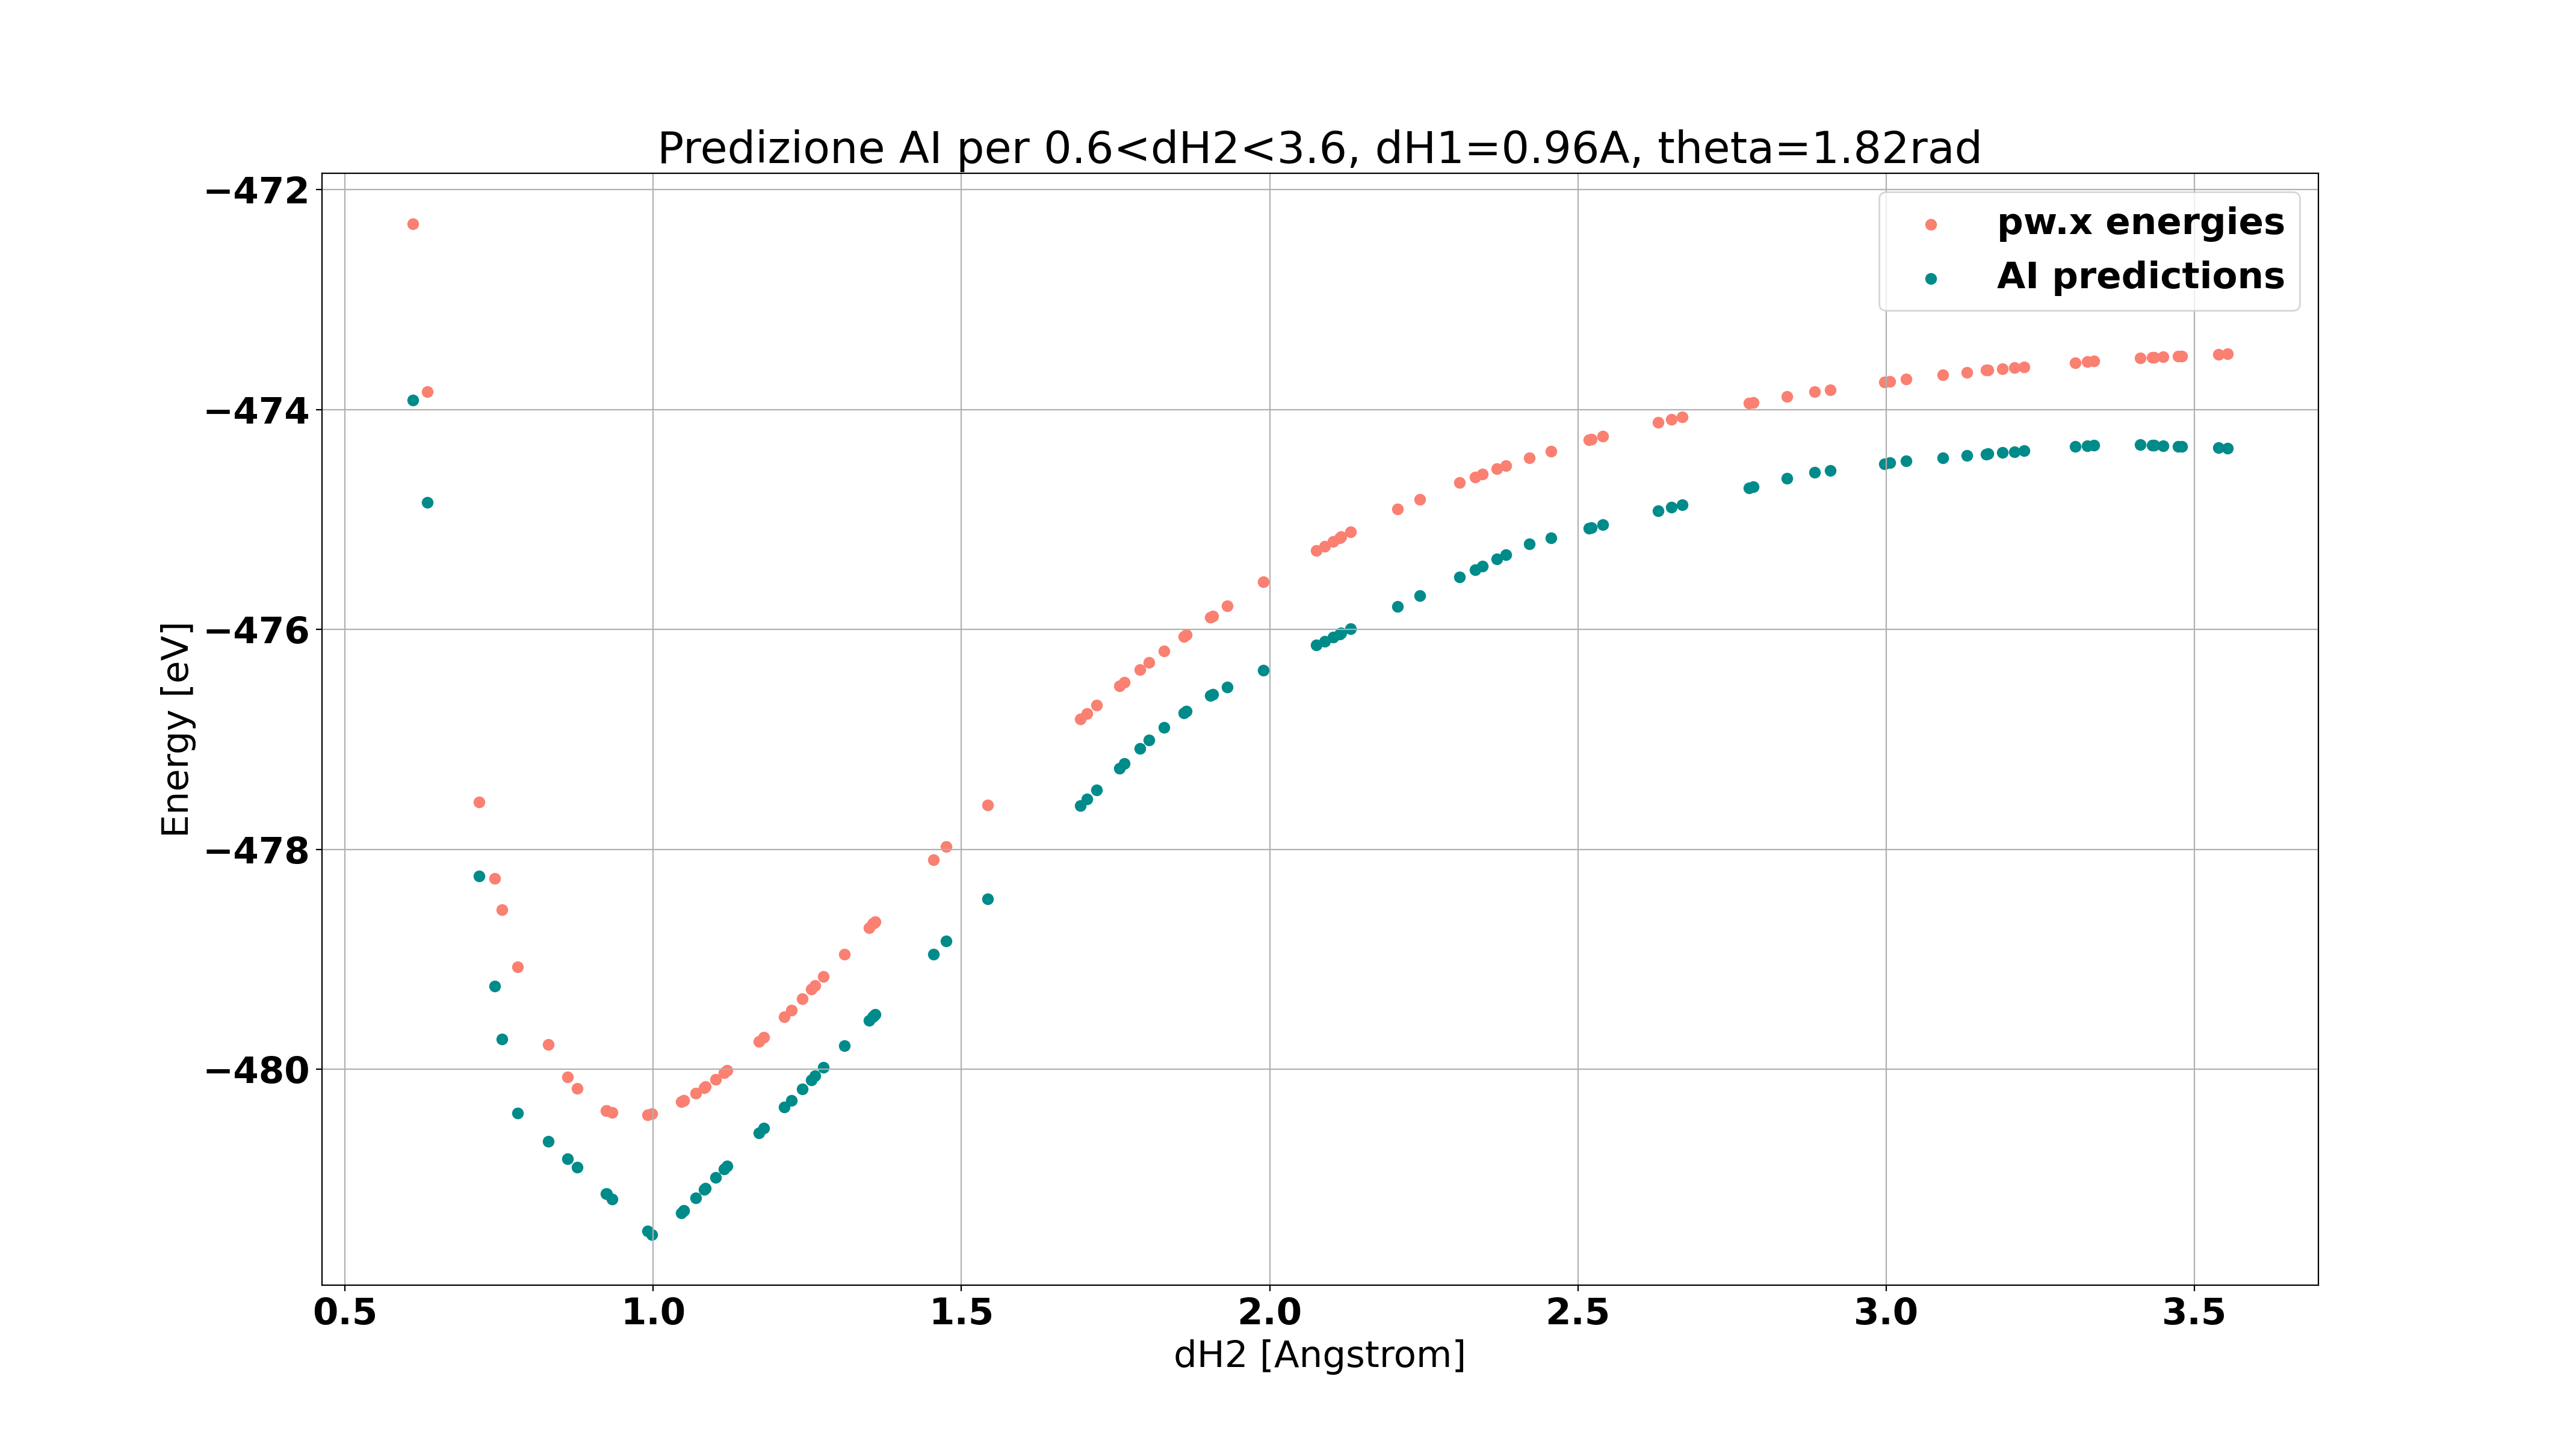 Predizione AI per 0.6<dH2<3.6, dH1=0.96A, theta=1.82rad
pw.x energies
AI predictions
Energy [eV]
−472
−474
−476
−478
−480
0.5 1.0 1.5 2.0 2.5 3.0 3.5
dH2 [Angstrom]